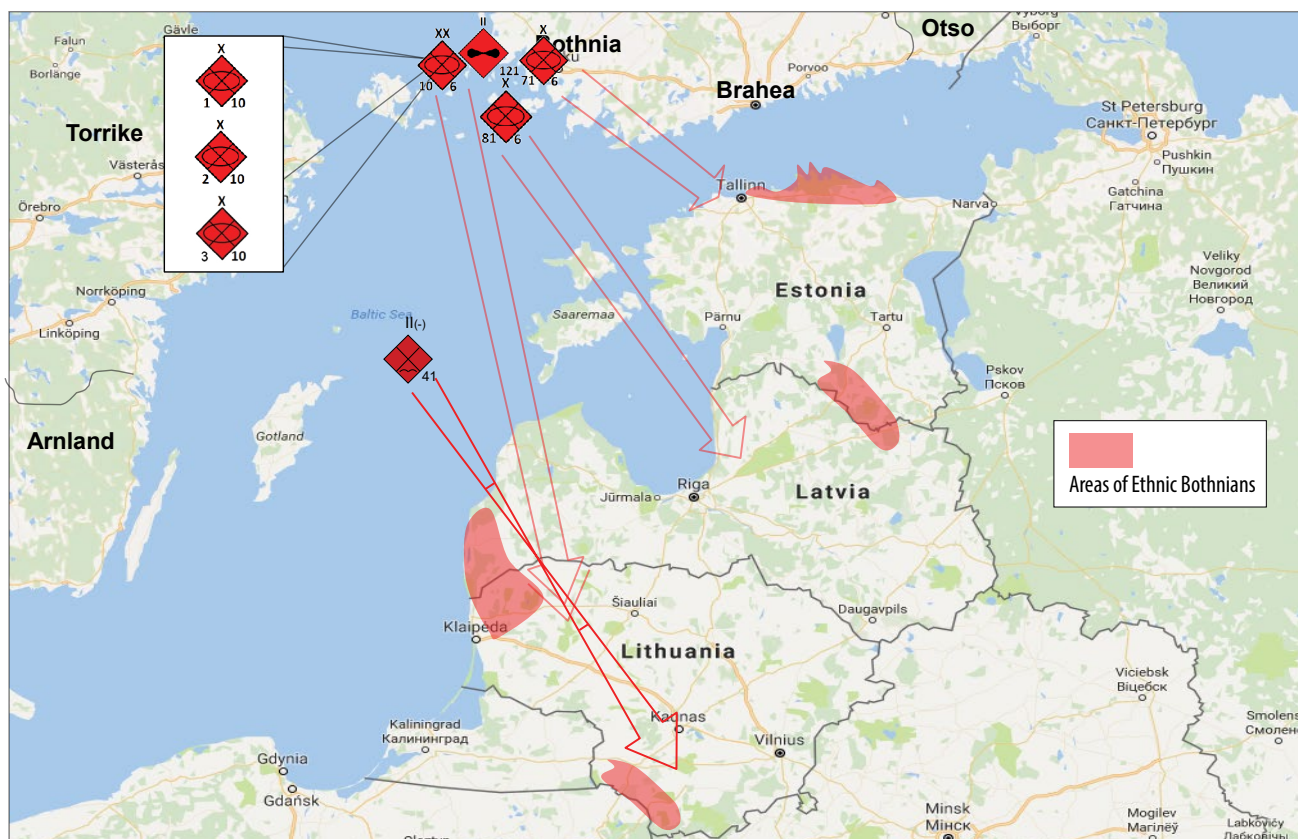 Gävle
Falun
Borlänge
Torrike
Västerås
Örebro
Norrköping
Linköping
Arnland
X
1 10
X
2 10
X
3 10
XX
10 6
II
121
X
71 6
X
81 6
Bothnia
Otso
Выборг
Brahea
Porvoo
St Petersburg
Санкт-Петербург
Pushkin
Пушкин
Gatchina
Гатчина
Tallinn
Narva
Veliky
Novgorod
Великий
Новгород
Estonia
Baltic Sea
Saaremaa
Pärnu
Tartu
Pskov
Псков
II(-)
41
Gotland
Jūrmala
Riga
Latvia
Areas of Ethnic Bothnians
Šiauliai
Daugavpils
Klaipėda
Lithuania
Viciebsk
Віцебск
Kaliningrad
Калининград
Kaunas
Vilnius
Smolensk
Смоленск
Gdynia
Gdańsk
Minsk
Мінск
Mogilev
Магілёў
Labkovičy
Лабковічы